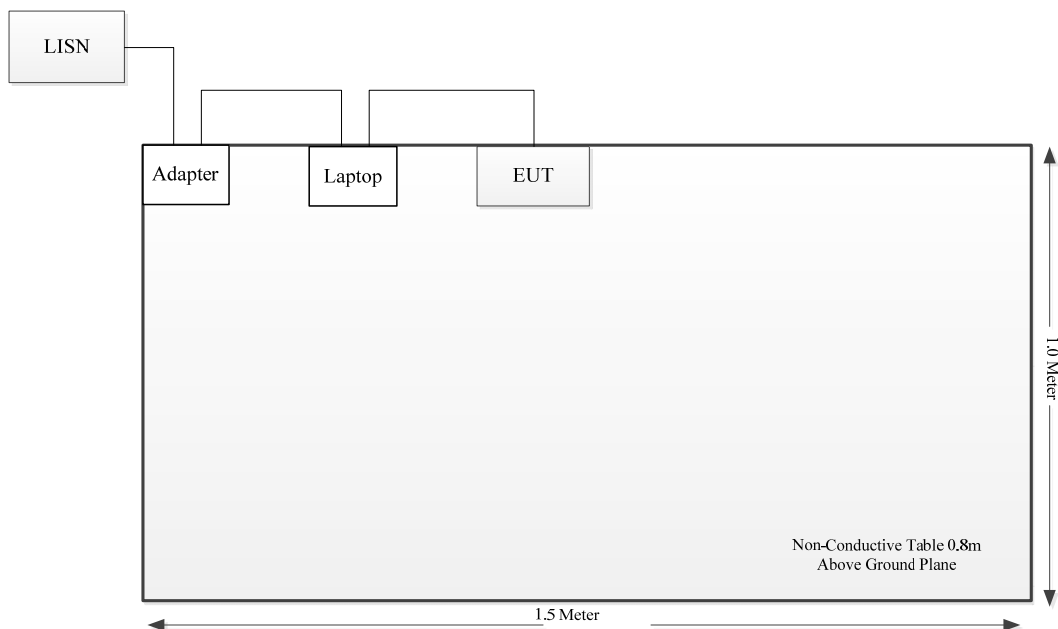 LISN
Adapter
Laptop
EUT
1.0 Meter
Non-Conductive Table 0.8m
Above Ground Plane
1.5 Meter